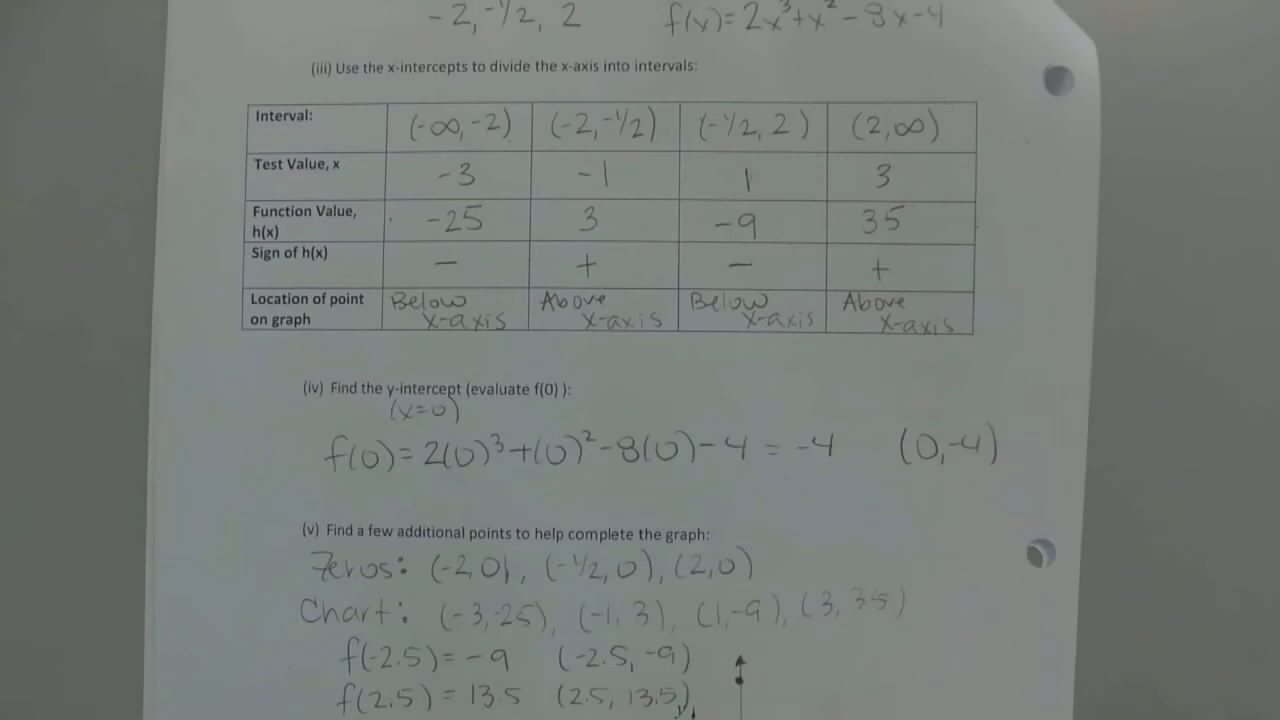 -2, -1/2, 2 f(x)=2x³+x²-8x-4
(iii) Use the x-intercepts to divide the x-axis into intervals:
Interval: (-∞,-2) (-2,-1/2) (-1/2, 2) (2,∞)
Test Value, x -3 -1 1 3
Function Value, h(x) -25 3 -9 35
Sign of h(x) - + - +
Location of point on graph Below x-axis Above x-axis Below x-axis Above x-axis
(iv) Find the y-intercept (evaluate f(0) ):
(x=0)
f(0)=2(0)³+(0)²-8(0)-4 = -4 (0,-4)
(v) Find a few additional points to help complete the graph:
Zeros: (-2,0), (-1/2,0), (2,0)
Chart: (-3,-25), (-1, 3), (1,-9), (3, 35)
f(-2.5)=-9 (-2.5,-9)
f(2.5)=13.5 (2.5, 13.5)
y